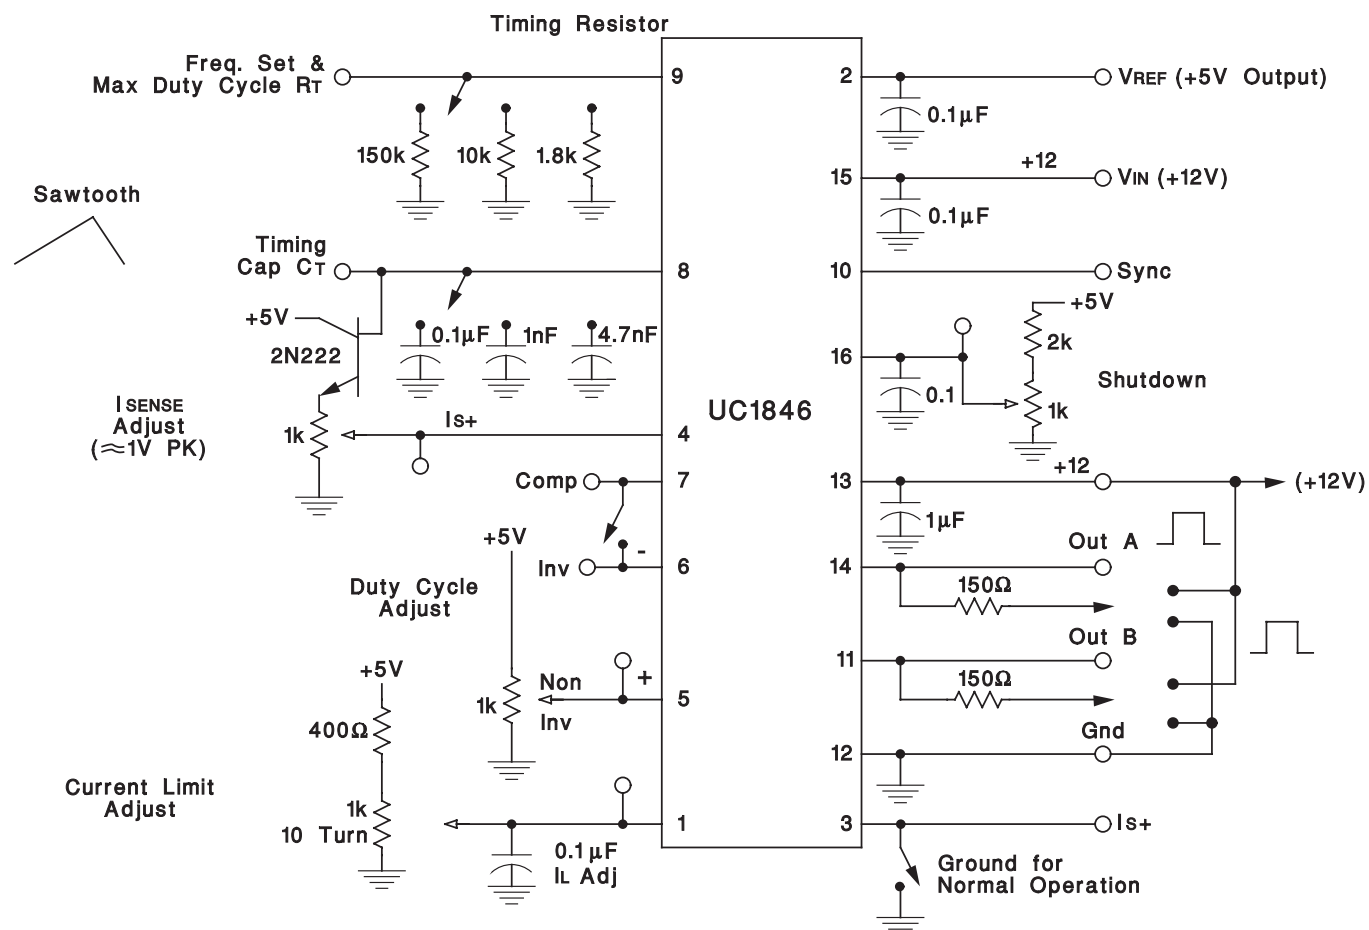 Timing Resistor
Freq. Set &
Max Duty Cycle RT
9
2
VREF (+5V Output)
0.1µF
150k
10k
1.8k
+12
15
VIN (+12V)
Sawtooth
0.1µF
Timing
Cap CT
8
10
Sync
+5V
+5V
0.1µF
1nF
4.7nF
2N222
2k
16
Shutdown
0.1
1k
UC1846
ISENSE
Adjust
(≈1V PK)
1k
IS+
4
+12
Comp
7
13
(+12V)
1µF
+5V
-
Out A
Inv
6
14
150Ω
Duty Cycle
Adjust
Out B
+5V
11
+
Non
Inv
1k
5
150Ω
400Ω
Gnd
12
Current Limit
Adjust
1k
10 Turn
1
3
IS+
0.1µF
IL Adj
Ground for
Normal Operation